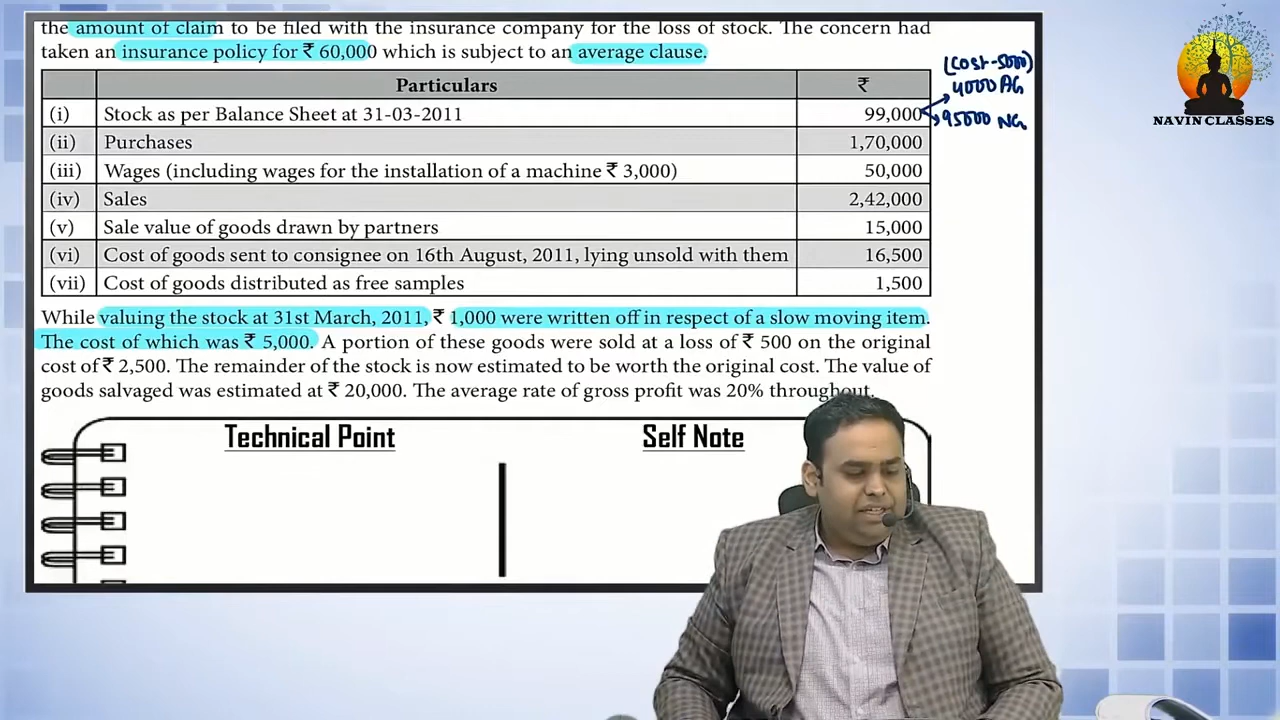 the amount of claim to be filed with the insurance company for the loss of stock. The concern had
taken an insurance policy for ₹ 60,000 which is subject to an average clause.
Particulars ₹
(i) Stock as per Balance Sheet at 31-03-2011 99,000
(ii) Purchases 1,70,000
(iii) Wages (including wages for the installation of a machine ₹ 3,000) 50,000
(iv) Sales 2,42,000
(v) Sale value of goods drawn by partners 15,000
(vi) Cost of goods sent to consignee on 16th August, 2011, lying unsold with them 16,500
(vii) Cost of goods distributed as free samples 1,500
(Cost-5000)
4000 AG
95000 NG
NAVIN CLASSES
While valuing the stock at 31st March, 2011, ₹ 1,000 were written off in respect of a slow moving item.
The cost of which was ₹ 5,000. A portion of these goods were sold at a loss of ₹ 500 on the original
cost of ₹ 2,500. The remainder of the stock is now estimated to be worth the original cost. The value of
goods salvaged was estimated at ₹ 20,000. The average rate of gross profit was 20% throughout.
Technical Point
Self Note